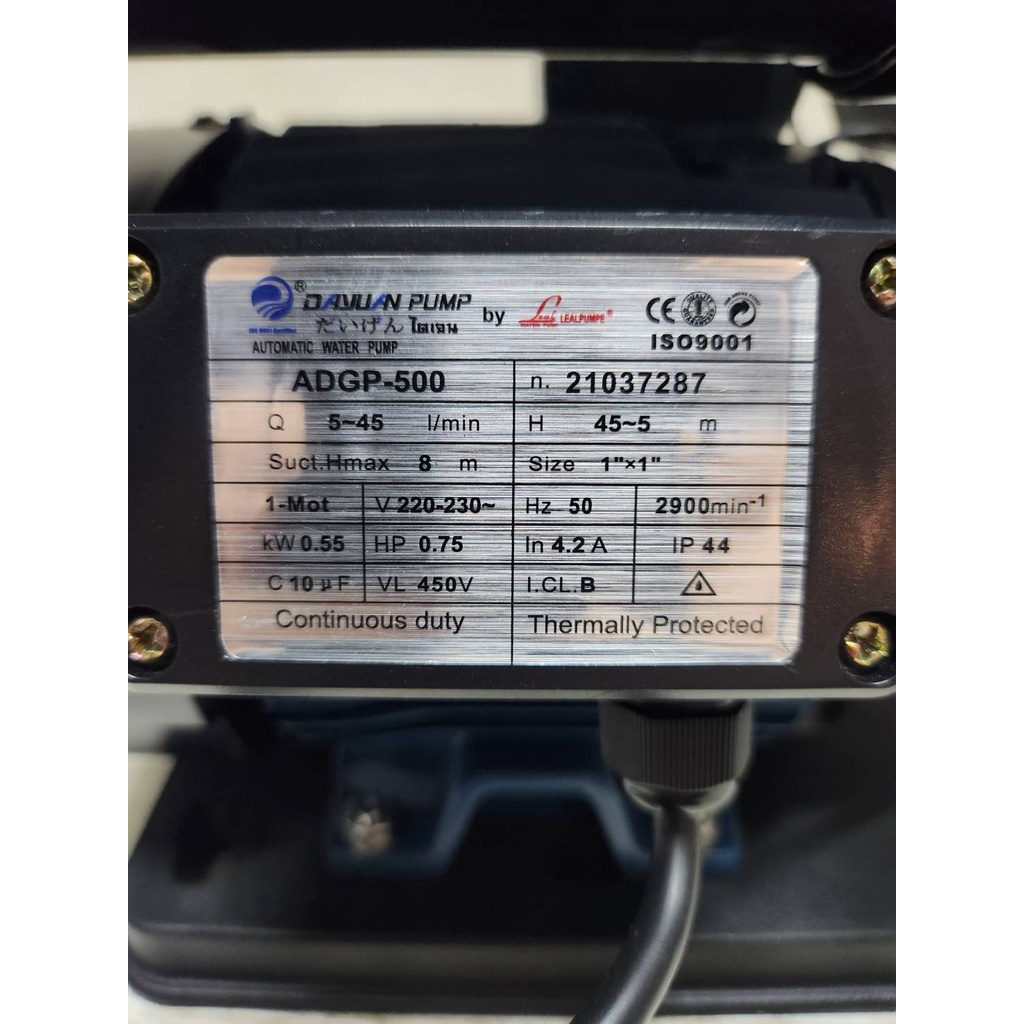 DAYUAN PUMP by LEALPUMPE®
だいげん ไดเกน
AUTOMATIC WATER PUMP
CE
ISO9001
ADGP-500 n. 21037287
Q 5~45 l/min H 45~5 m
Suct.Hmax 8 m Size 1"×1"
1-Mot V 220-230~ Hz 50 2900min⁻¹
kW 0.55 HP 0.75 In 4.2 A IP 44
C 10 μF VL 450V I.CL.B
Continuous duty Thermally Protected